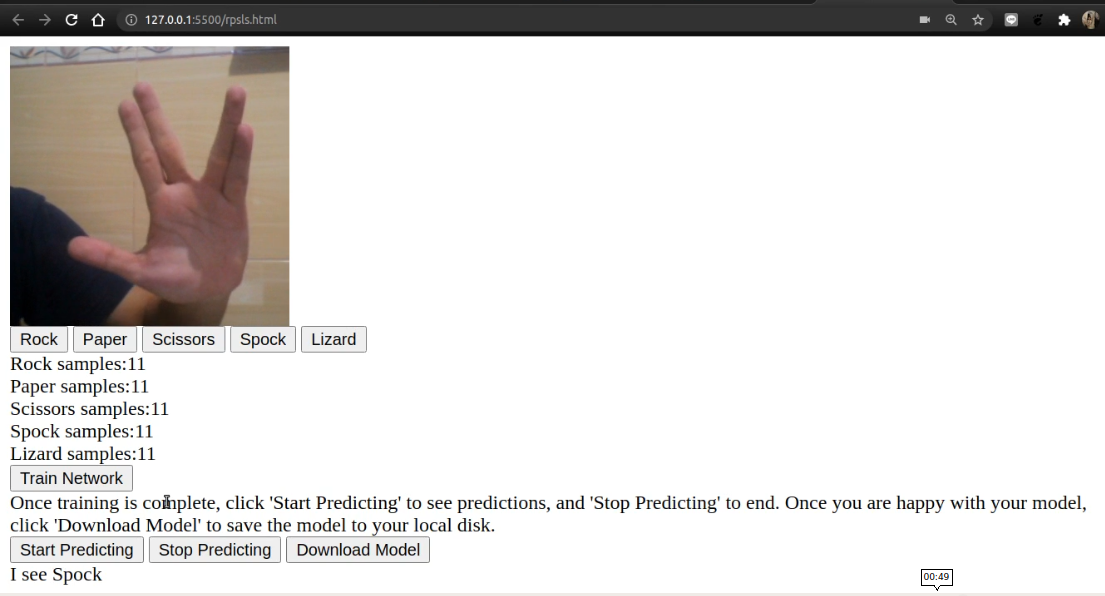 127.0.0.1:5500/rpsls.html
Rock Paper Scissors Spock Lizard
Rock samples:11
Paper samples:11
Scissors samples:11
Spock samples:11
Lizard samples:11
Train Network
Once training is complete, click 'Start Predicting' to see predictions, and 'Stop Predicting' to end. Once you are happy with your model,
click 'Download Model' to save the model to your local disk.
Start Predicting Stop Predicting Download Model
I see Spock
00:49